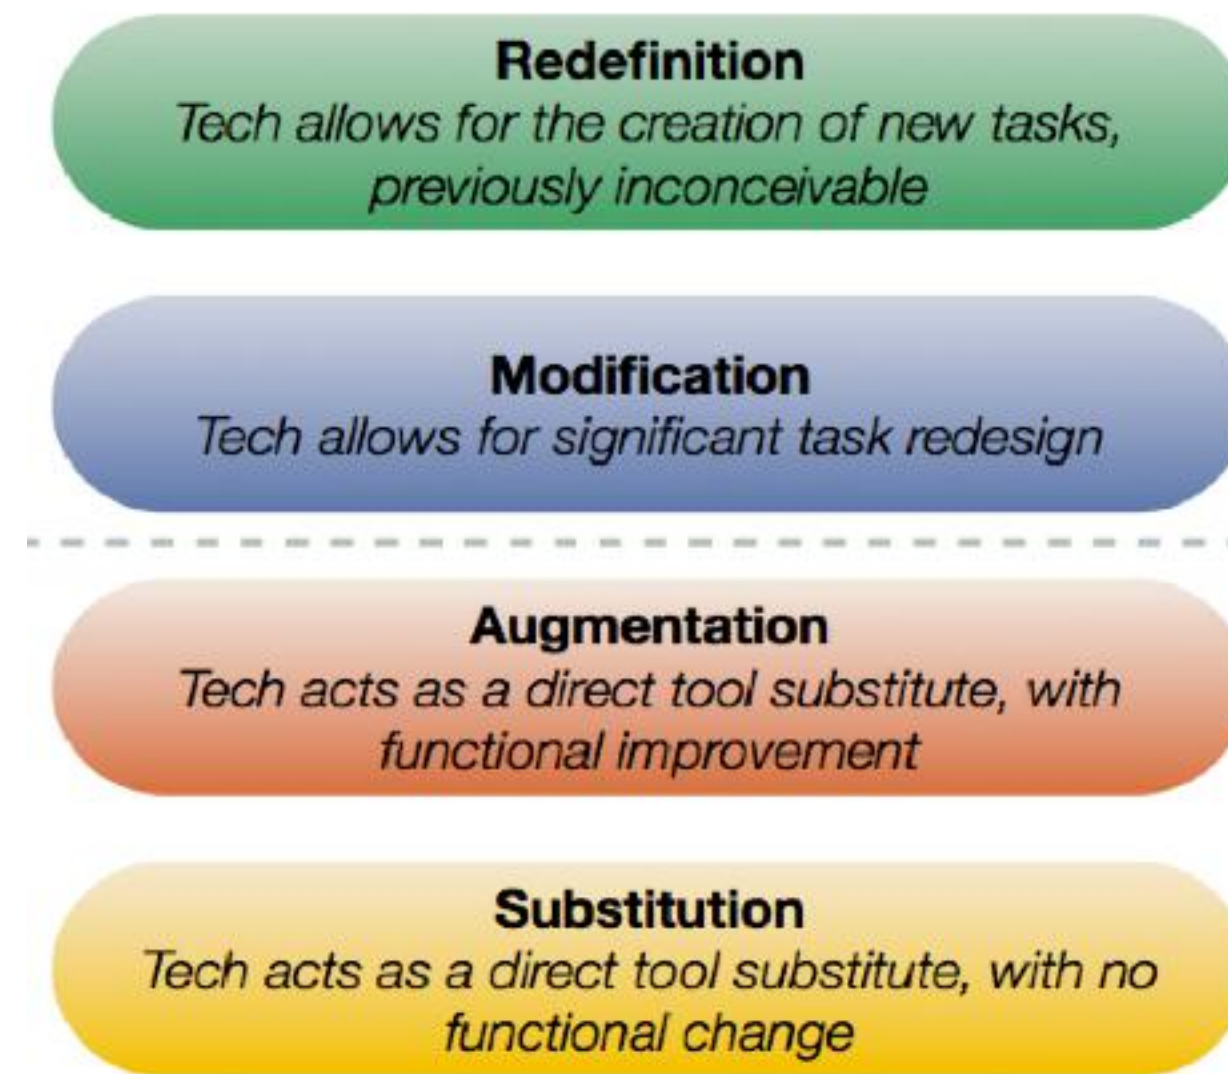 Redefinition
Tech allows for the creation of new tasks,
previously inconceivable
Modification
Tech allows for significant task redesign
Augmentation
Tech acts as a direct tool substitute, with
functional improvement
Substitution
Tech acts as a direct tool substitute, with no
functional change